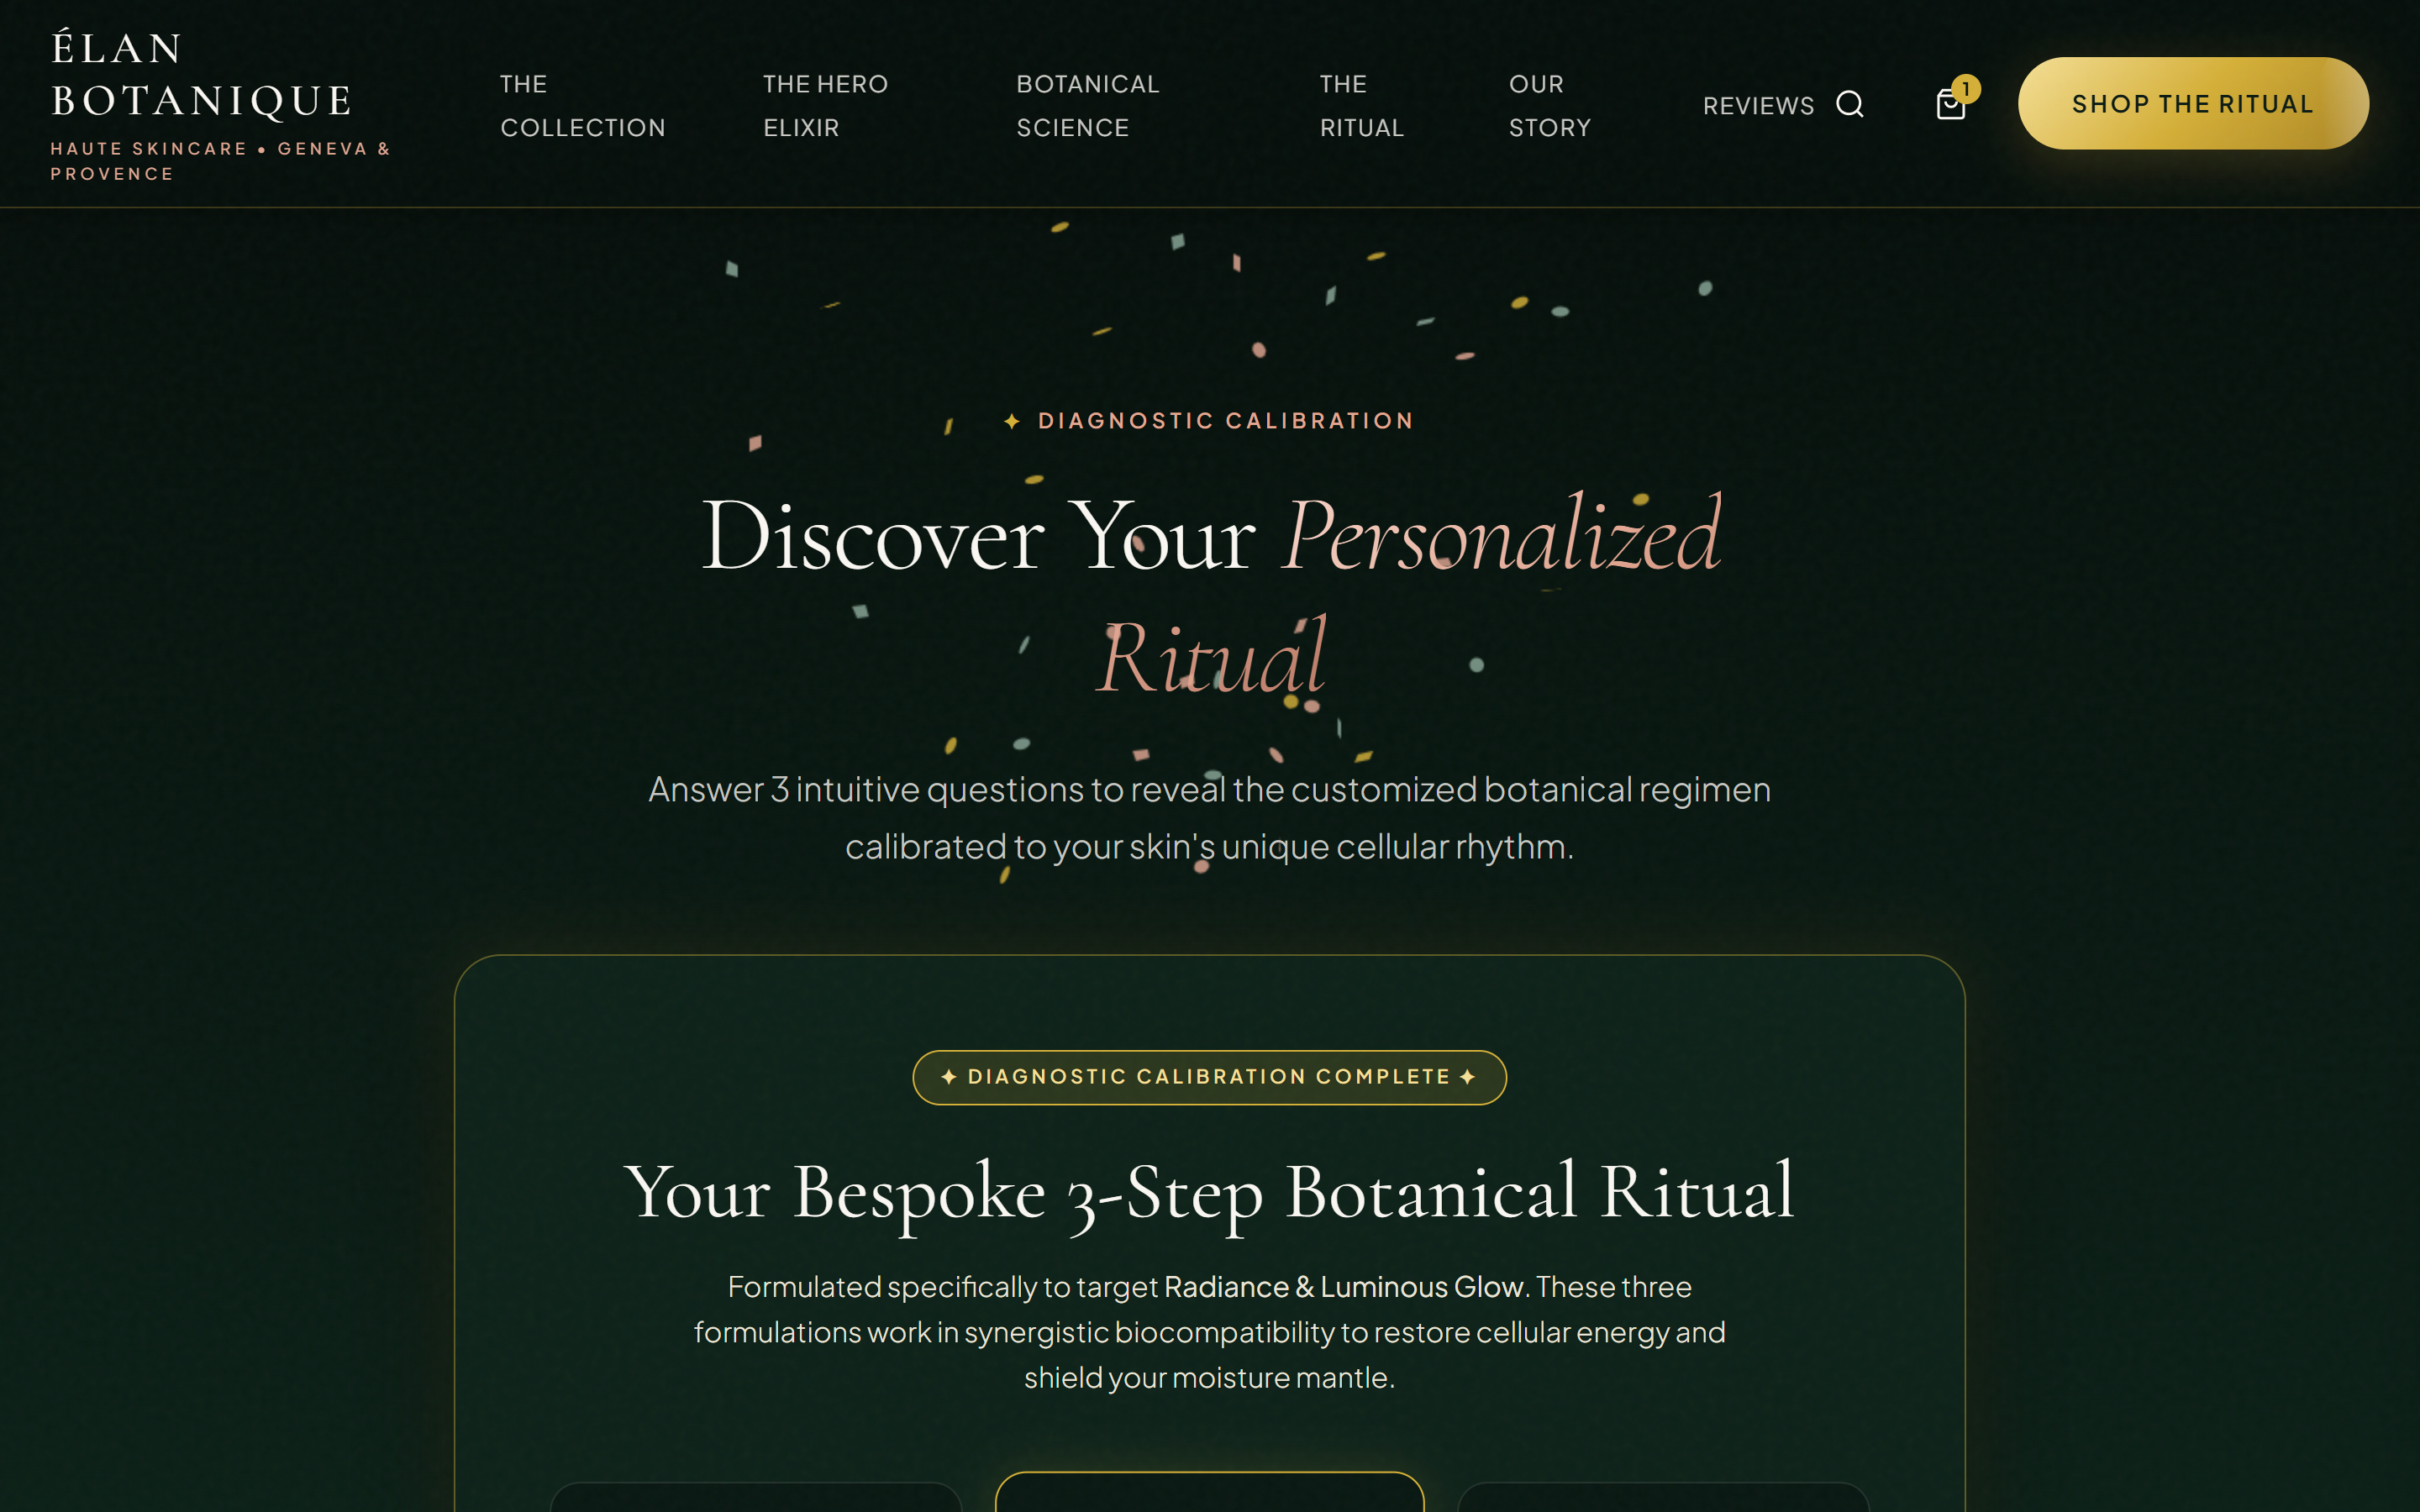 ÉLAN
BOTANIQUE
HAUTE SKINCARE • GENEVA &
PROVENCE
THE
COLLECTION
THE HERO
ELIXIR
BOTANICAL
SCIENCE
THE
RITUAL
OUR
STORY
REVIEWS
1
SHOP THE RITUAL
✦ DIAGNOSTIC CALIBRATION
Discover Your Personalized
Ritual
Answer 3 intuitive questions to reveal the customized botanical regimen
calibrated to your skin's unique cellular rhythm.
✦ DIAGNOSTIC CALIBRATION COMPLETE ✦
Your Bespoke 3-Step Botanical Ritual
Formulated specifically to target Radiance & Luminous Glow. These three
formulations work in synergistic biocompatibility to restore cellular energy and
shield your moisture mantle.